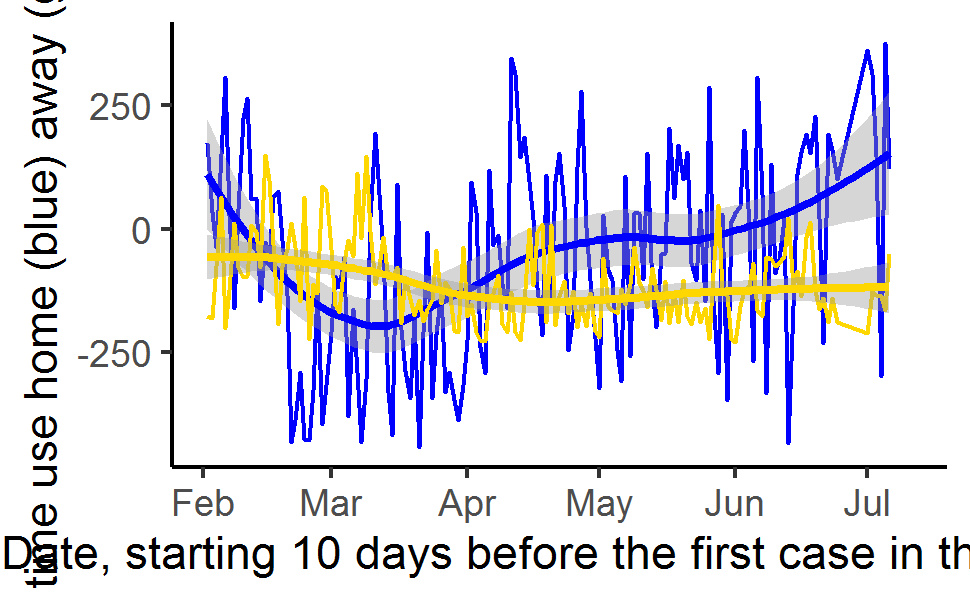 time use home (blue) away (
250
0
-250
Feb Mar Apr May Jun Jul
Date, starting 10 days before the first case in th